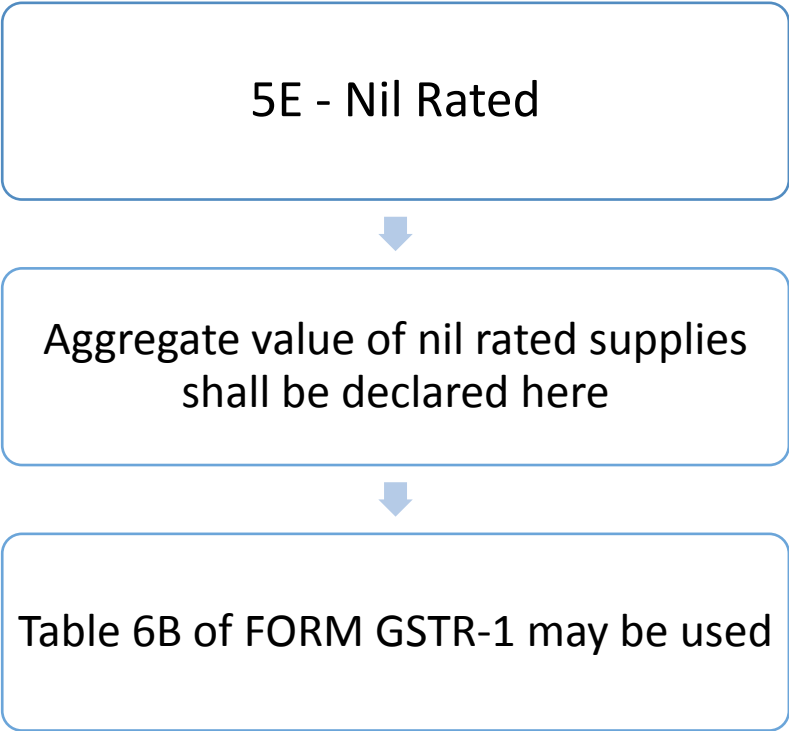 5E - Nil Rated
Aggregate value of nil rated supplies
shall be declared here
Table 6B of FORM GSTR-1 may be used